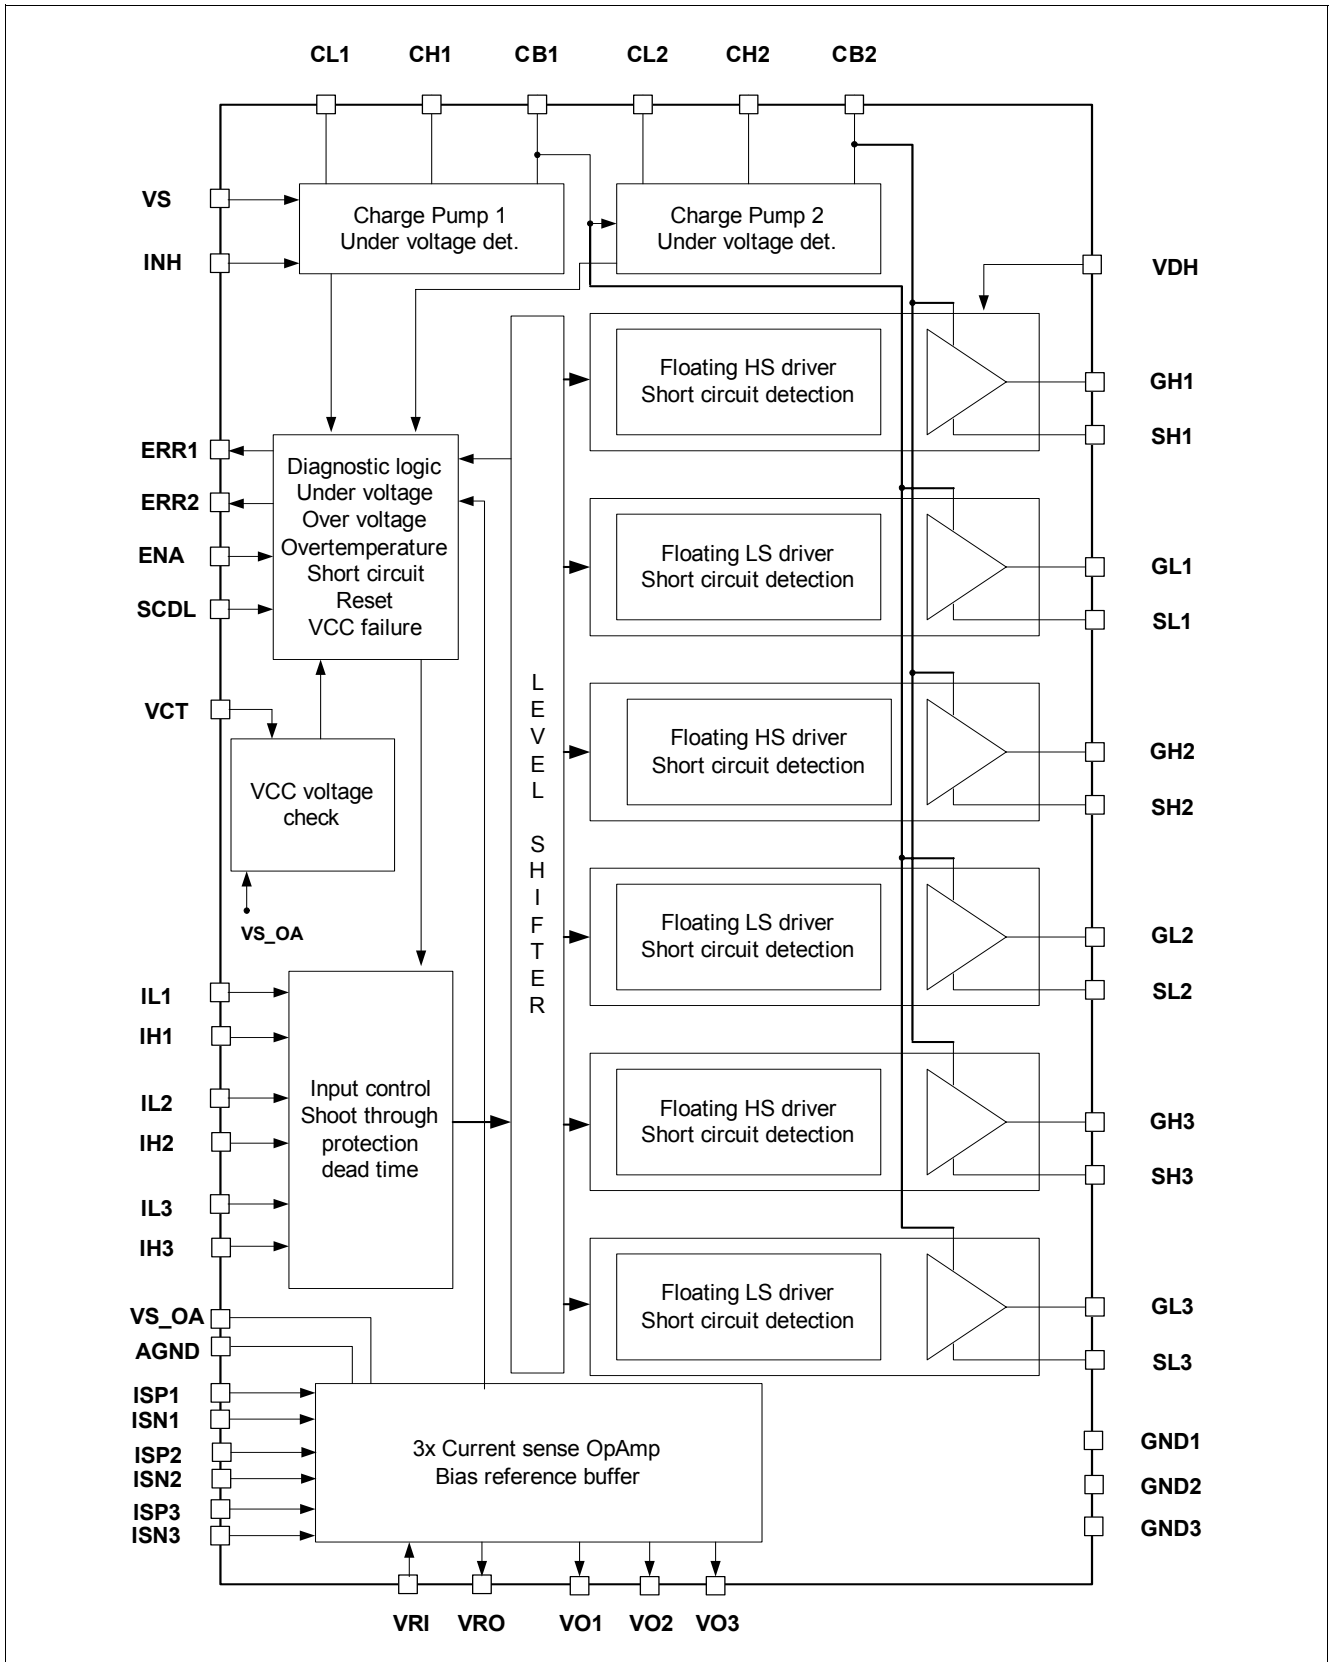 CL1 CH1 CB1 CL2 CH2 CB2
VS
INH
Charge Pump 1
Under voltage det.
Charge Pump 2
Under voltage det.
VDH
ERR1
ERR2
ENA
SCDL
Diagnostic logic
Under voltage
Over voltage
Overtemperature
Short circuit
Reset
VCC failure
VCT
VCC voltage
check
VS_OA
IL1
IH1
IL2
IH2
IL3
IH3
Input control
Shoot through
protection
dead time
L
E
V
E
L
S
H
I
F
T
E
R
Floating HS driver
Short circuit detection
GH1
SH1
Floating LS driver
Short circuit detection
GL1
SL1
Floating HS driver
Short circuit detection
GH2
SH2
Floating LS driver
Short circuit detection
GL2
SL2
Floating HS driver
Short circuit detection
GH3
SH3
Floating LS driver
Short circuit detection
GL3
SL3
VS_OA
AGND
ISP1
ISN1
ISP2
ISN2
ISP3
ISN3
3x Current sense OpAmp
Bias reference buffer
GND1
GND2
GND3
VRI VRO VO1 VO2 VO3